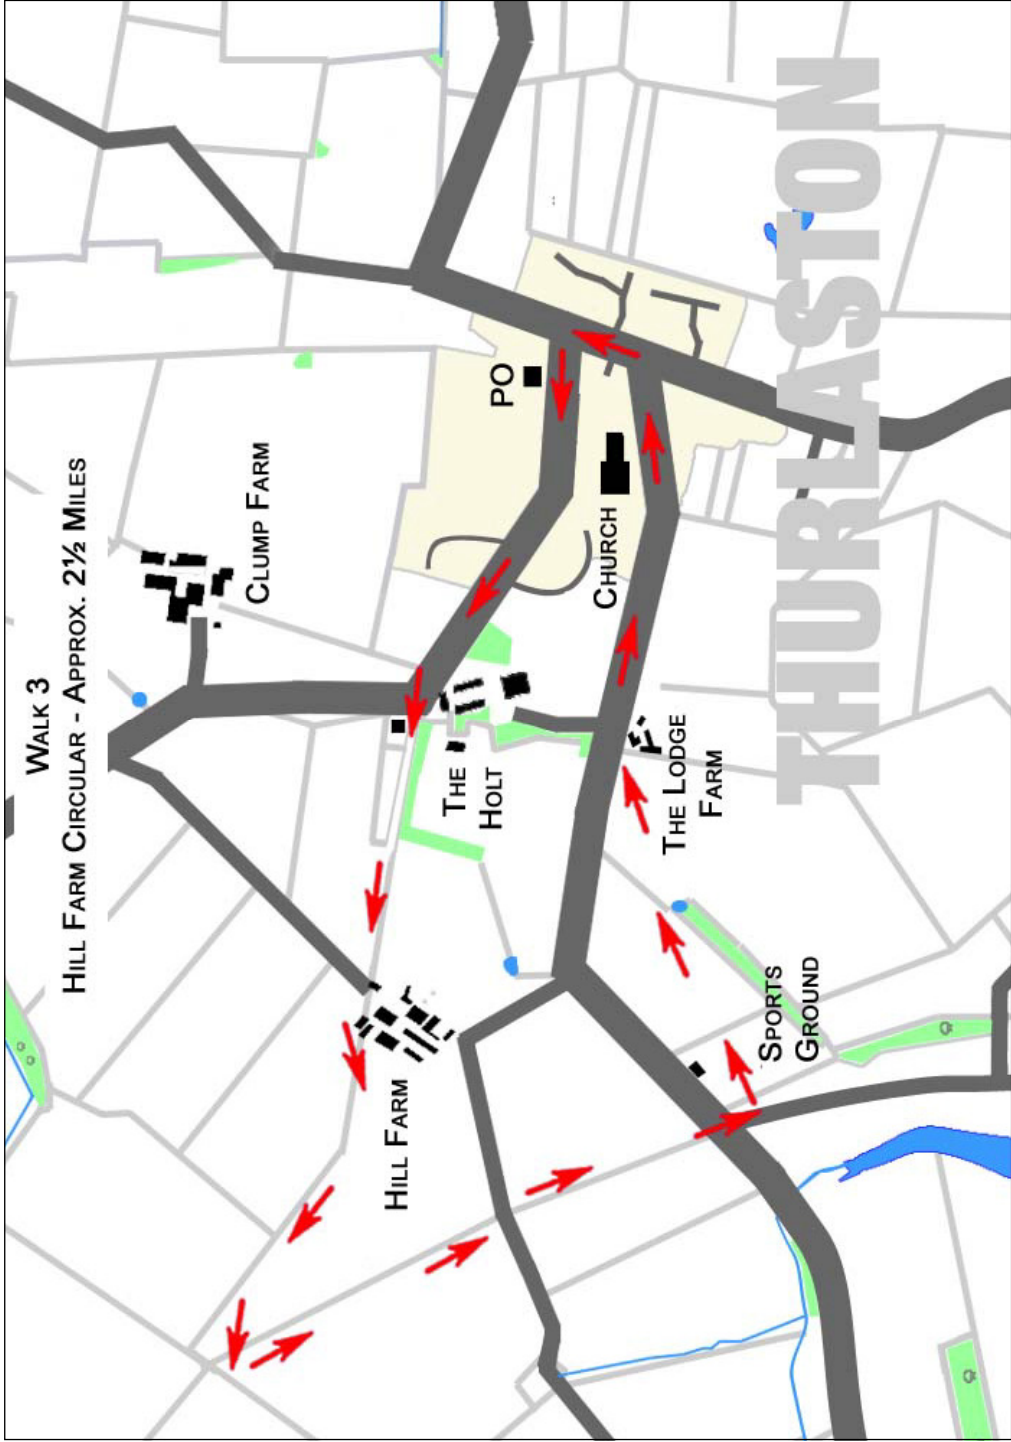 WALK 3
HILL FARM CIRCULAR - APPROX. 2½ MILES
CLUMP FARM
PO
CHURCH
THE
HOLT
THE LODGE
FARM
HILL FARM
SPORTS
GROUND
THURLASTON